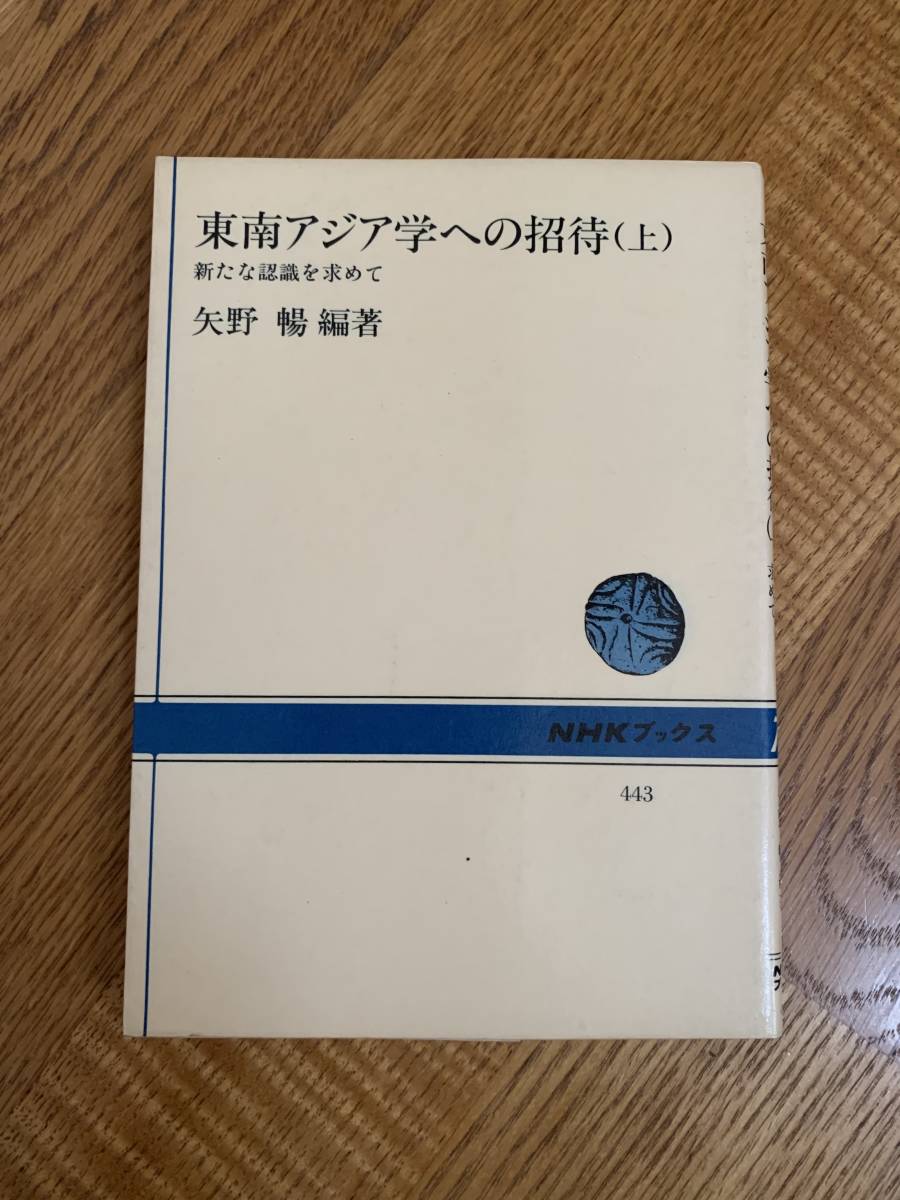 東南アジア学への招待(上)
新たな認識を求めて
矢野 暢 編著
NHKブックス
443